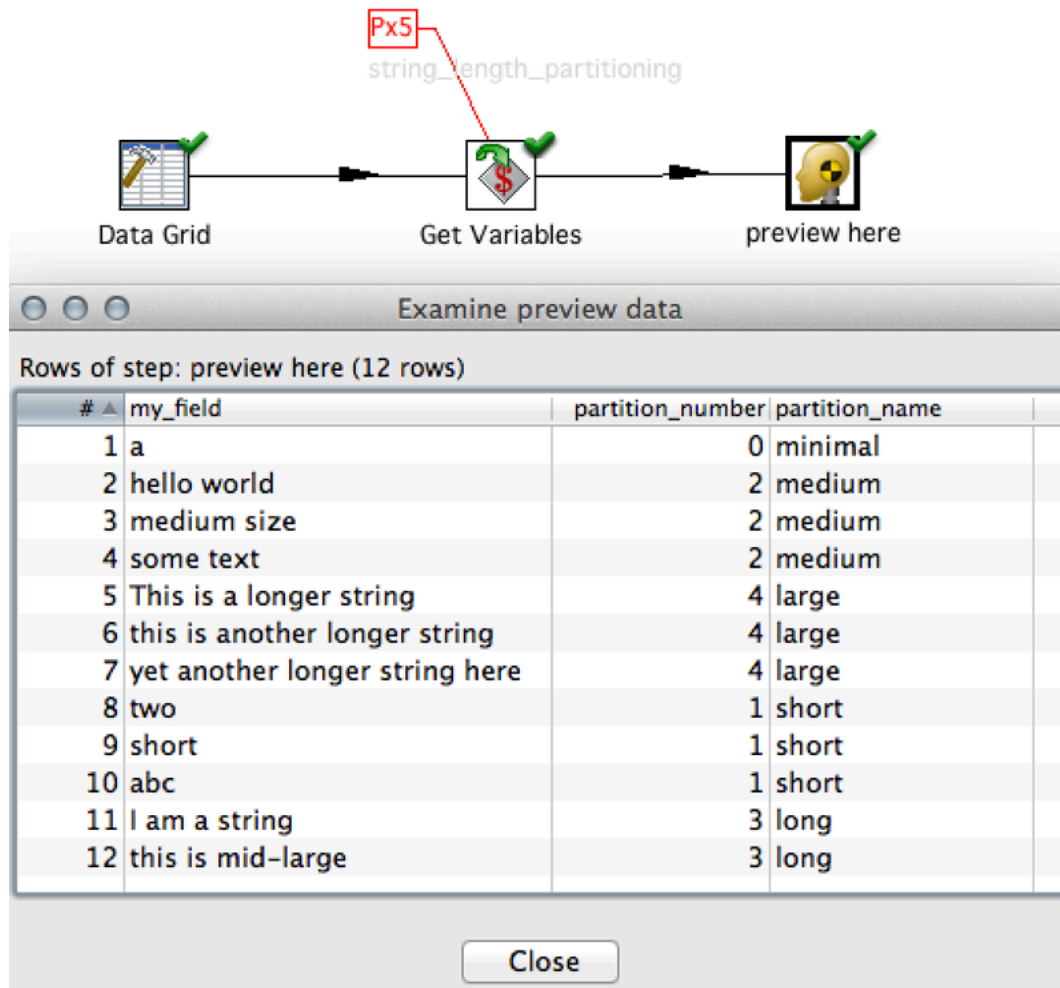 Px5
string_length_partitioning
Data Grid
Get Variables
preview here
Examine preview data
Rows of step: preview here (12 rows)
# my_field partition_number partition_name
1 a 0 minimal
2 hello world 2 medium
3 medium size 2 medium
4 some text 2 medium
5 This is a longer string 4 large
6 this is another longer string 4 large
7 yet another longer string here 4 large
8 two 1 short
9 short 1 short
10 abc 1 short
11 I am a string 3 long
12 this is mid-large 3 long
Close